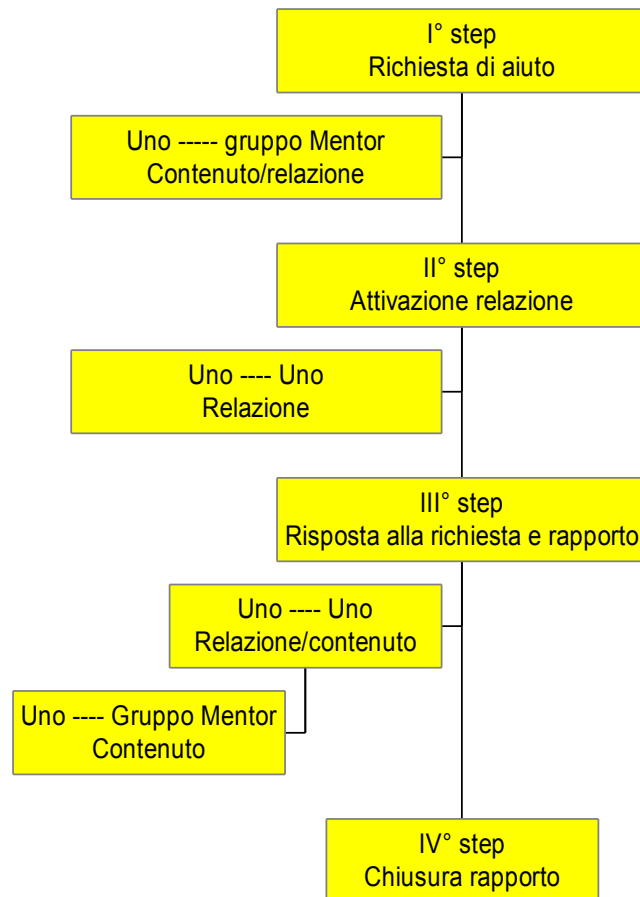 I° step
Richiesta di aiuto
Uno ----- gruppo Mentor
Contenuto/relazione
II° step
Attivazione relazione
Uno ---- Uno
Relazione
III° step
Risposta alla richiesta e rapporto
Uno ---- Uno
Relazione/contenuto
Uno ---- Gruppo Mentor
Contenuto
IV° step
Chiusura rapporto